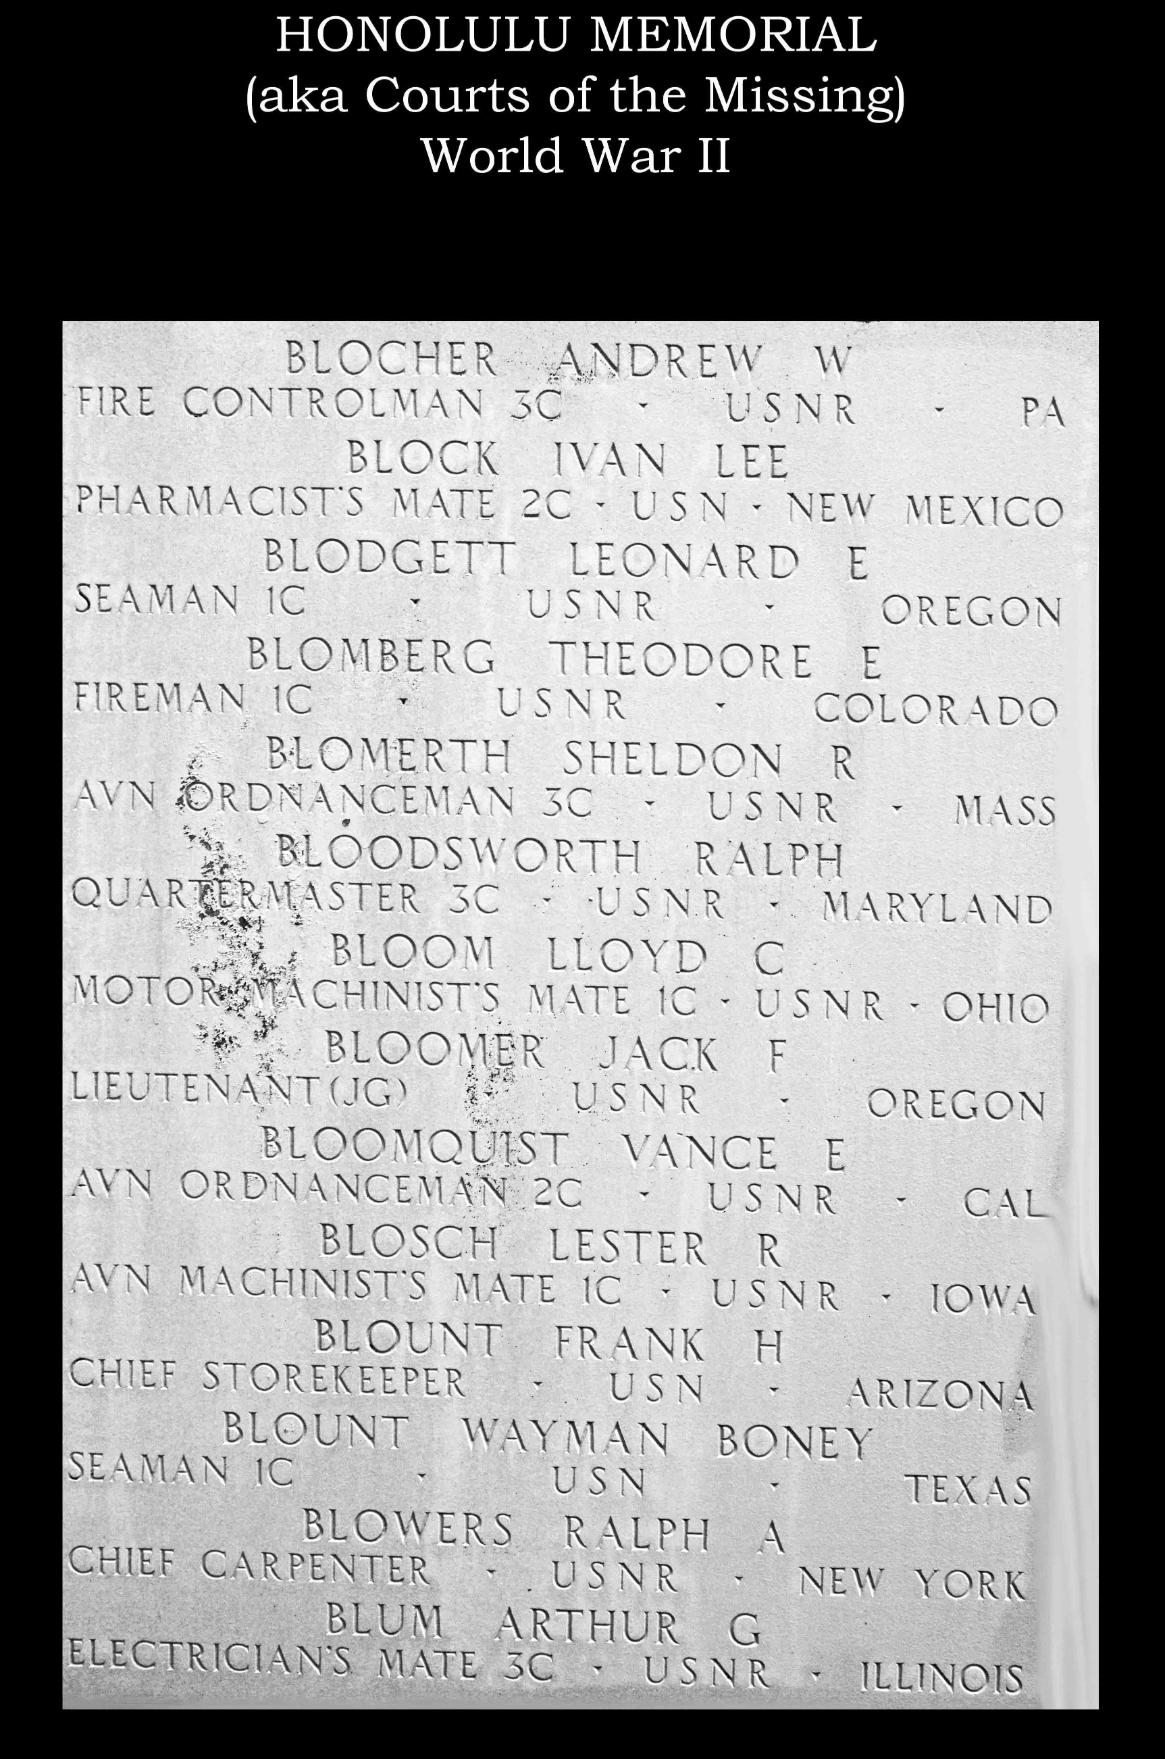 HONOLULU MEMORIAL
(aka Courts of the Missing)
World War II
BLOCHER ANDREW W
FIRE CONTROLMAN 3C · USNR · PA
BLOCK IVAN LEE
PHARMACIST'S MATE 2C · USN · NEW MEXICO
BLODGETT LEONARD E
SEAMAN 1C · USNR · OREGON
BLOMBERG THEODORE E
FIREMAN 1C · USNR · COLORADO
BLOMERTH SHELDON R
AVN ORDNANCEMAN 3C · USNR · MASS
BLOODSWORTH RALPH
QUARTERMASTER 3C · USNR · MARYLAND
BLOOM LLOYD C
MOTOR MACHINIST'S MATE 1C · USNR · OHIO
BLOOMER JACK F
LIEUTENANT(JG) · USNR · OREGON
BLOOMQUIST VANCE E
AVN ORDNANCEMAN 2C · USNR · CAL
BLOSCH LESTER R
AVN MACHINIST'S MATE 1C · USNR · IOWA
BLOUNT FRANK H
CHIEF STOREKEEPER · USN · ARIZONA
BLOUNT WAYMAN BONEY
SEAMAN 1C · USN · TEXAS
BLOWERS RALPH A
CHIEF CARPENTER · USNR · NEW YORK
BLUM ARTHUR G
ELECTRICIAN'S MATE 3C · USNR · ILLINOIS